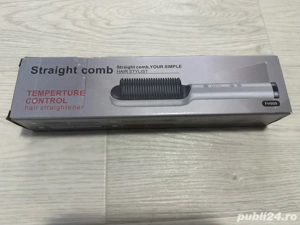 Straight comb
Straight comb,YOUR SIMPLE
HAIR STYLIST
TEMPERTURE
CONTROL
hair straightener
publi24.ro